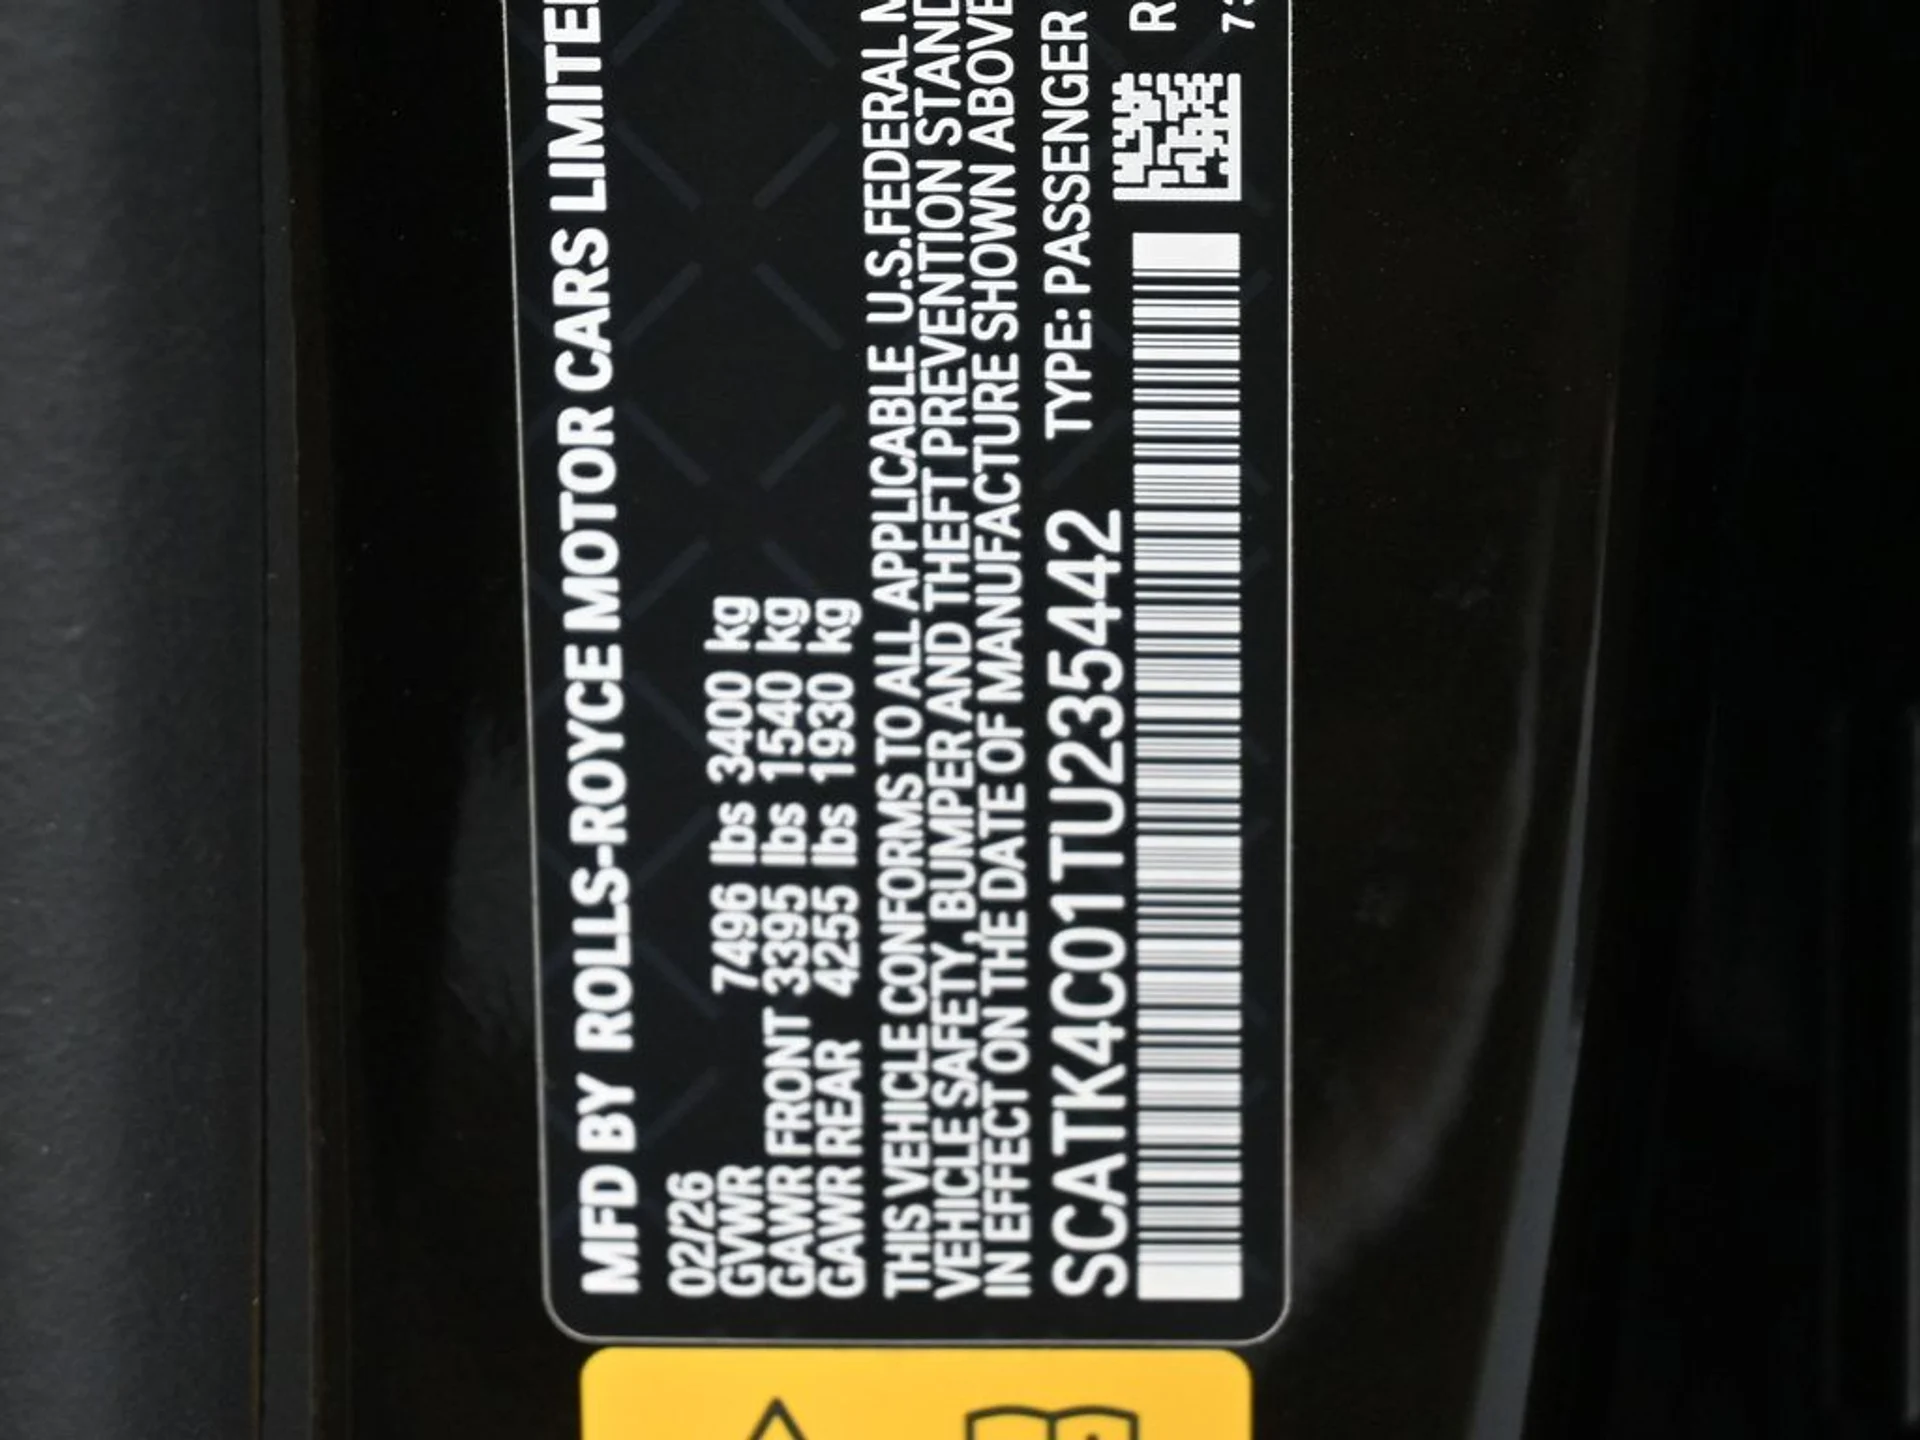 MFD BY ROLLS-ROYCE MOTOR CARS LIMITE
02/26
GVWR 7496 lbs 3400 kg
GAWR FRONT 3395 lbs 1540 kg
GAWR REAR 4255 lbs 1930 kg
THIS VEHICLE CONFORMS TO ALL APPLICABLE U.S.FEDERAL M
VEHICLE SAFETY, BUMPER AND THEFT PREVENTION STAND
IN EFFECT ON THE DATE OF MANUFACTURE SHOWN ABOVE
SCATK4C01TU235442 TYPE: PASSENGER
R
73